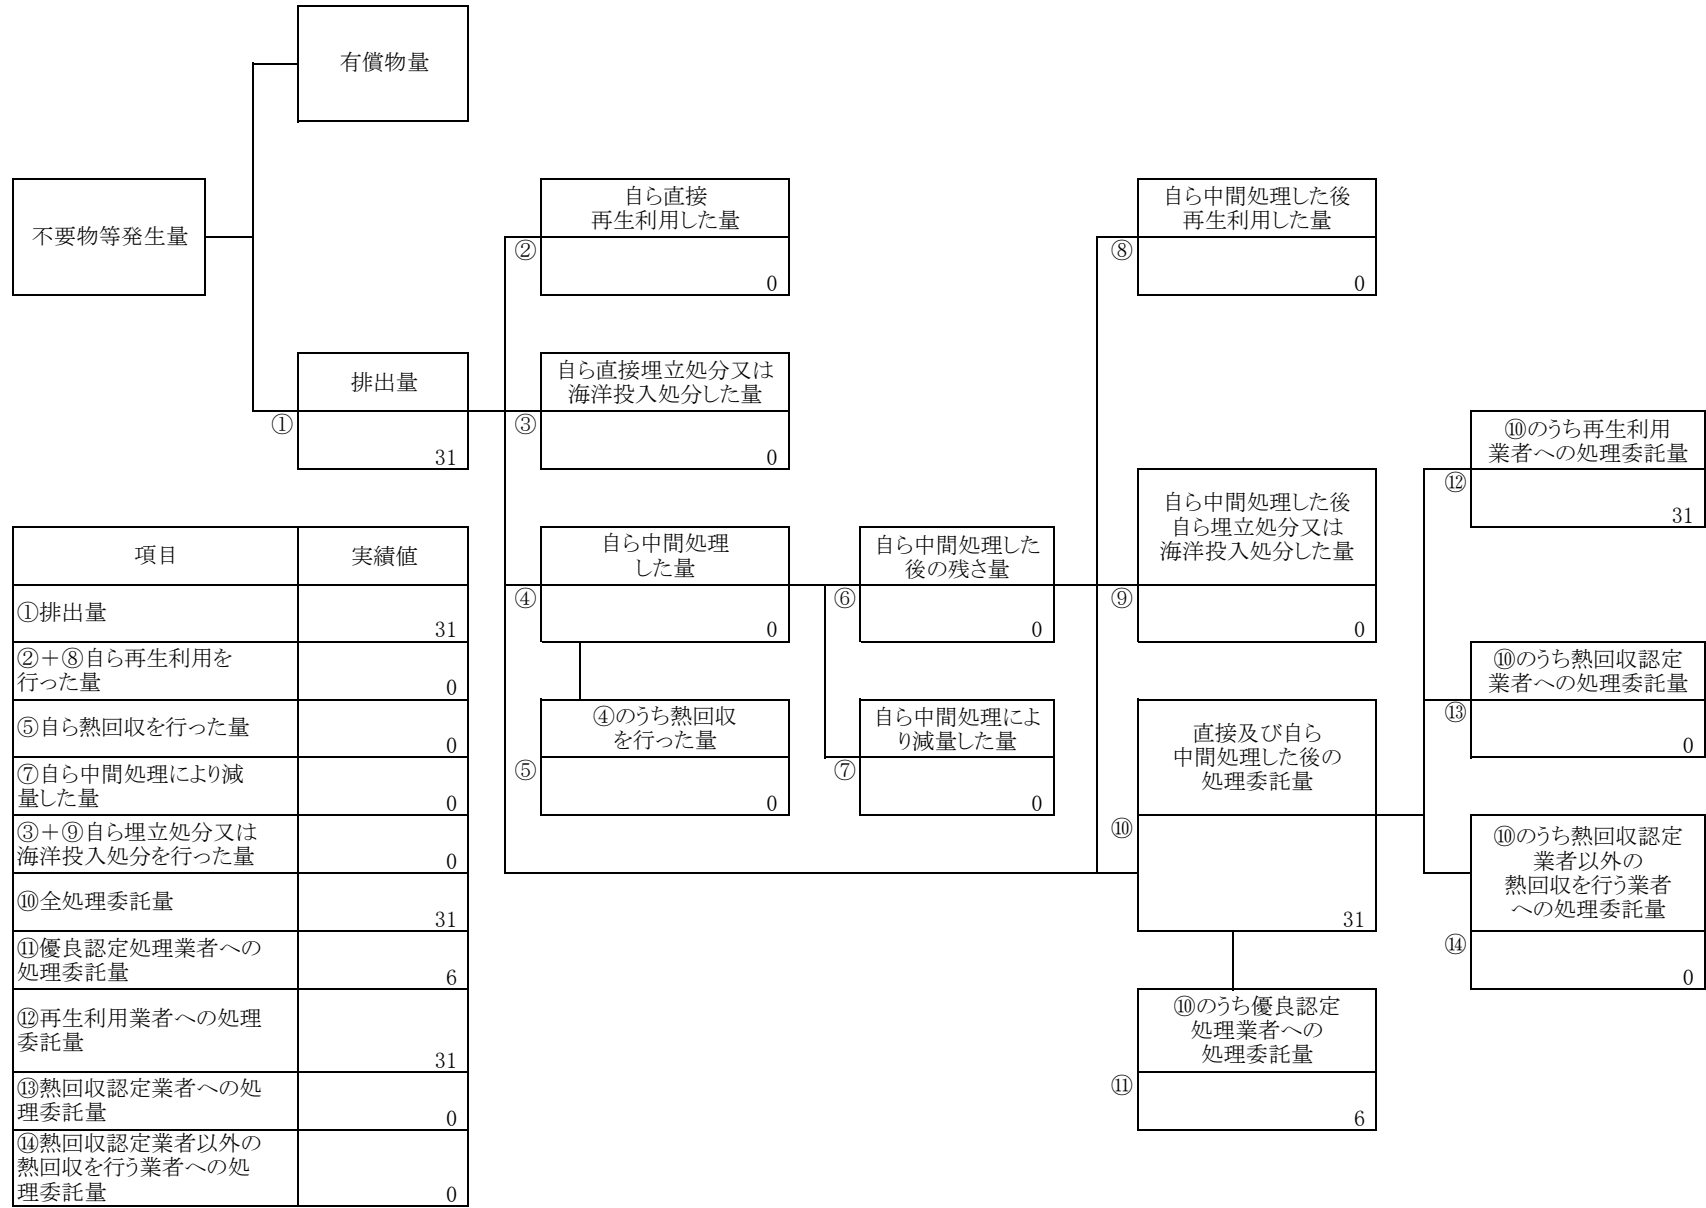 有償物量
不要物等発生量
自ら直接
再生利用した量
②
0
自ら中間処理した後
再生利用した量
⑧
0
排出量
①
31
自ら直接埋立処分又は
海洋投入処分した量
③
0
⑩のうち再生利用
業者への処理委託量
⑫
31
自ら中間処理
した量
④
0
自ら中間処理した
後の残さ量
⑥
0
自ら中間処理した後
自ら埋立処分又は
海洋投入処分した量
⑨
0
⑩のうち熱回収認定
業者への処理委託量
⑬
0
④のうち熱回収
を行った量
⑤
0
自ら中間処理によ
り減量した量
⑦
0
直接及び自ら
中間処理した後の
処理委託量
⑩
31
⑩のうち熱回収認定
業者以外の
熱回収を行う業者
への処理委託量
⑭
0
⑩のうち優良認定
処理業者への
処理委託量
⑪
6
項目 実績値
①排出量
31
②＋⑧自ら再生利用を
行った量
0
⑤自ら熱回収を行った量
0
⑦自ら中間処理により減
量した量
0
③＋⑨自ら埋立処分又は
海洋投入処分を行った量
0
⑩全処理委託量
31
⑪優良認定処理業者への
処理委託量
6
⑫再生利用業者への処理
委託量
31
⑬熱回収認定業者への処
理委託量
0
⑭熱回収認定業者以外の
熱回収を行う業者への処
理委託量
0